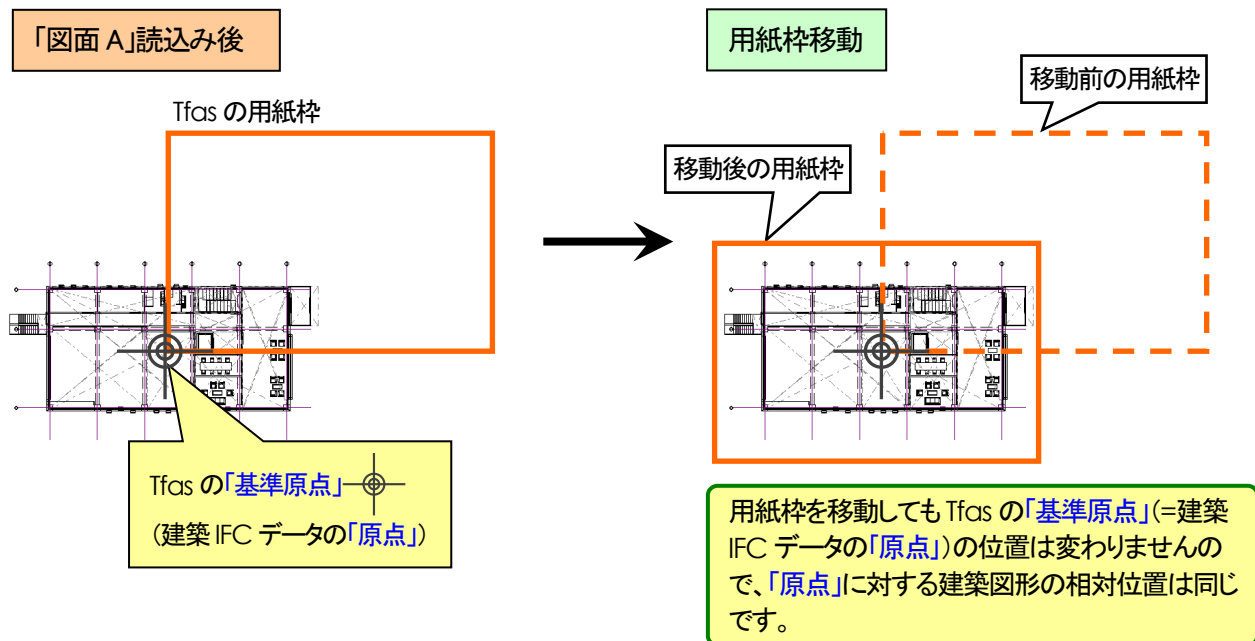 「図面 A」読込み後
Tfas の用紙枠
Tfas の「基準原点」
（建築 IFC データの「原点」）
用紙枠移動
移動前の用紙枠
移動後の用紙枠
用紙枠を移動しても Tfas の「基準原点」(=建築
IFC データの「原点」)の位置は変わりませんの
で、「原点」に対する建築図形の相対位置は同じ
です。